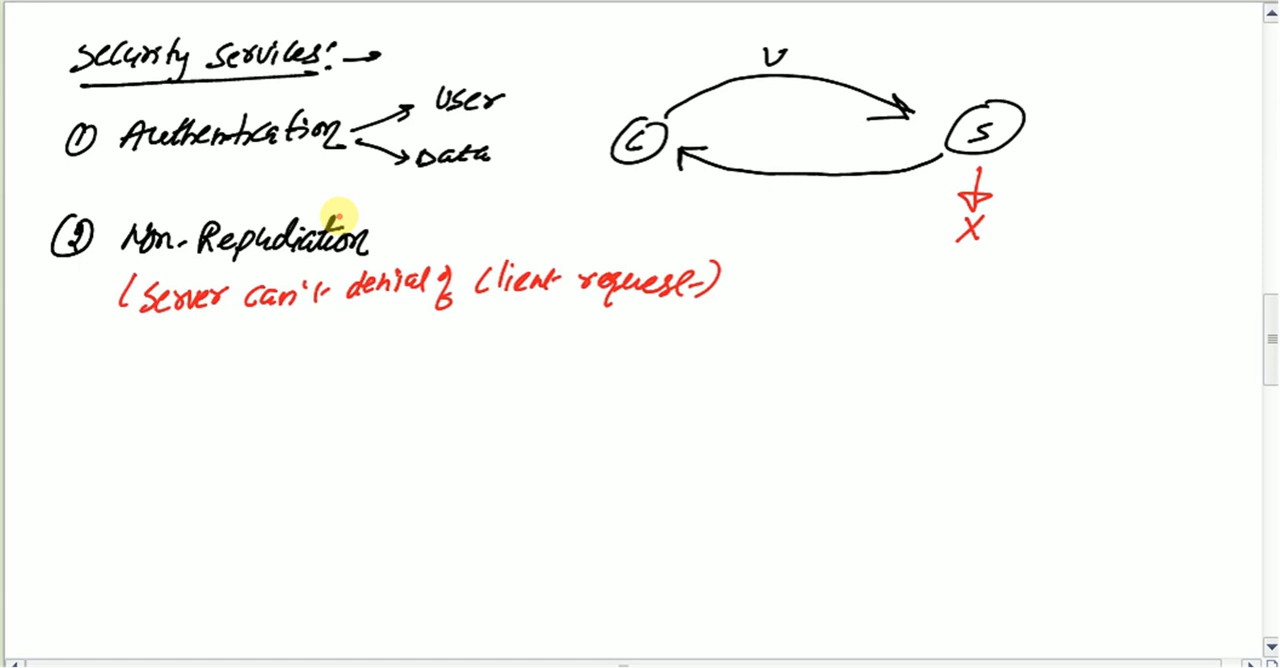 Security Services:→
① Authentication
User
Data
② Non-Repudiation
(Server can't denial of client request)
U
C
S
X